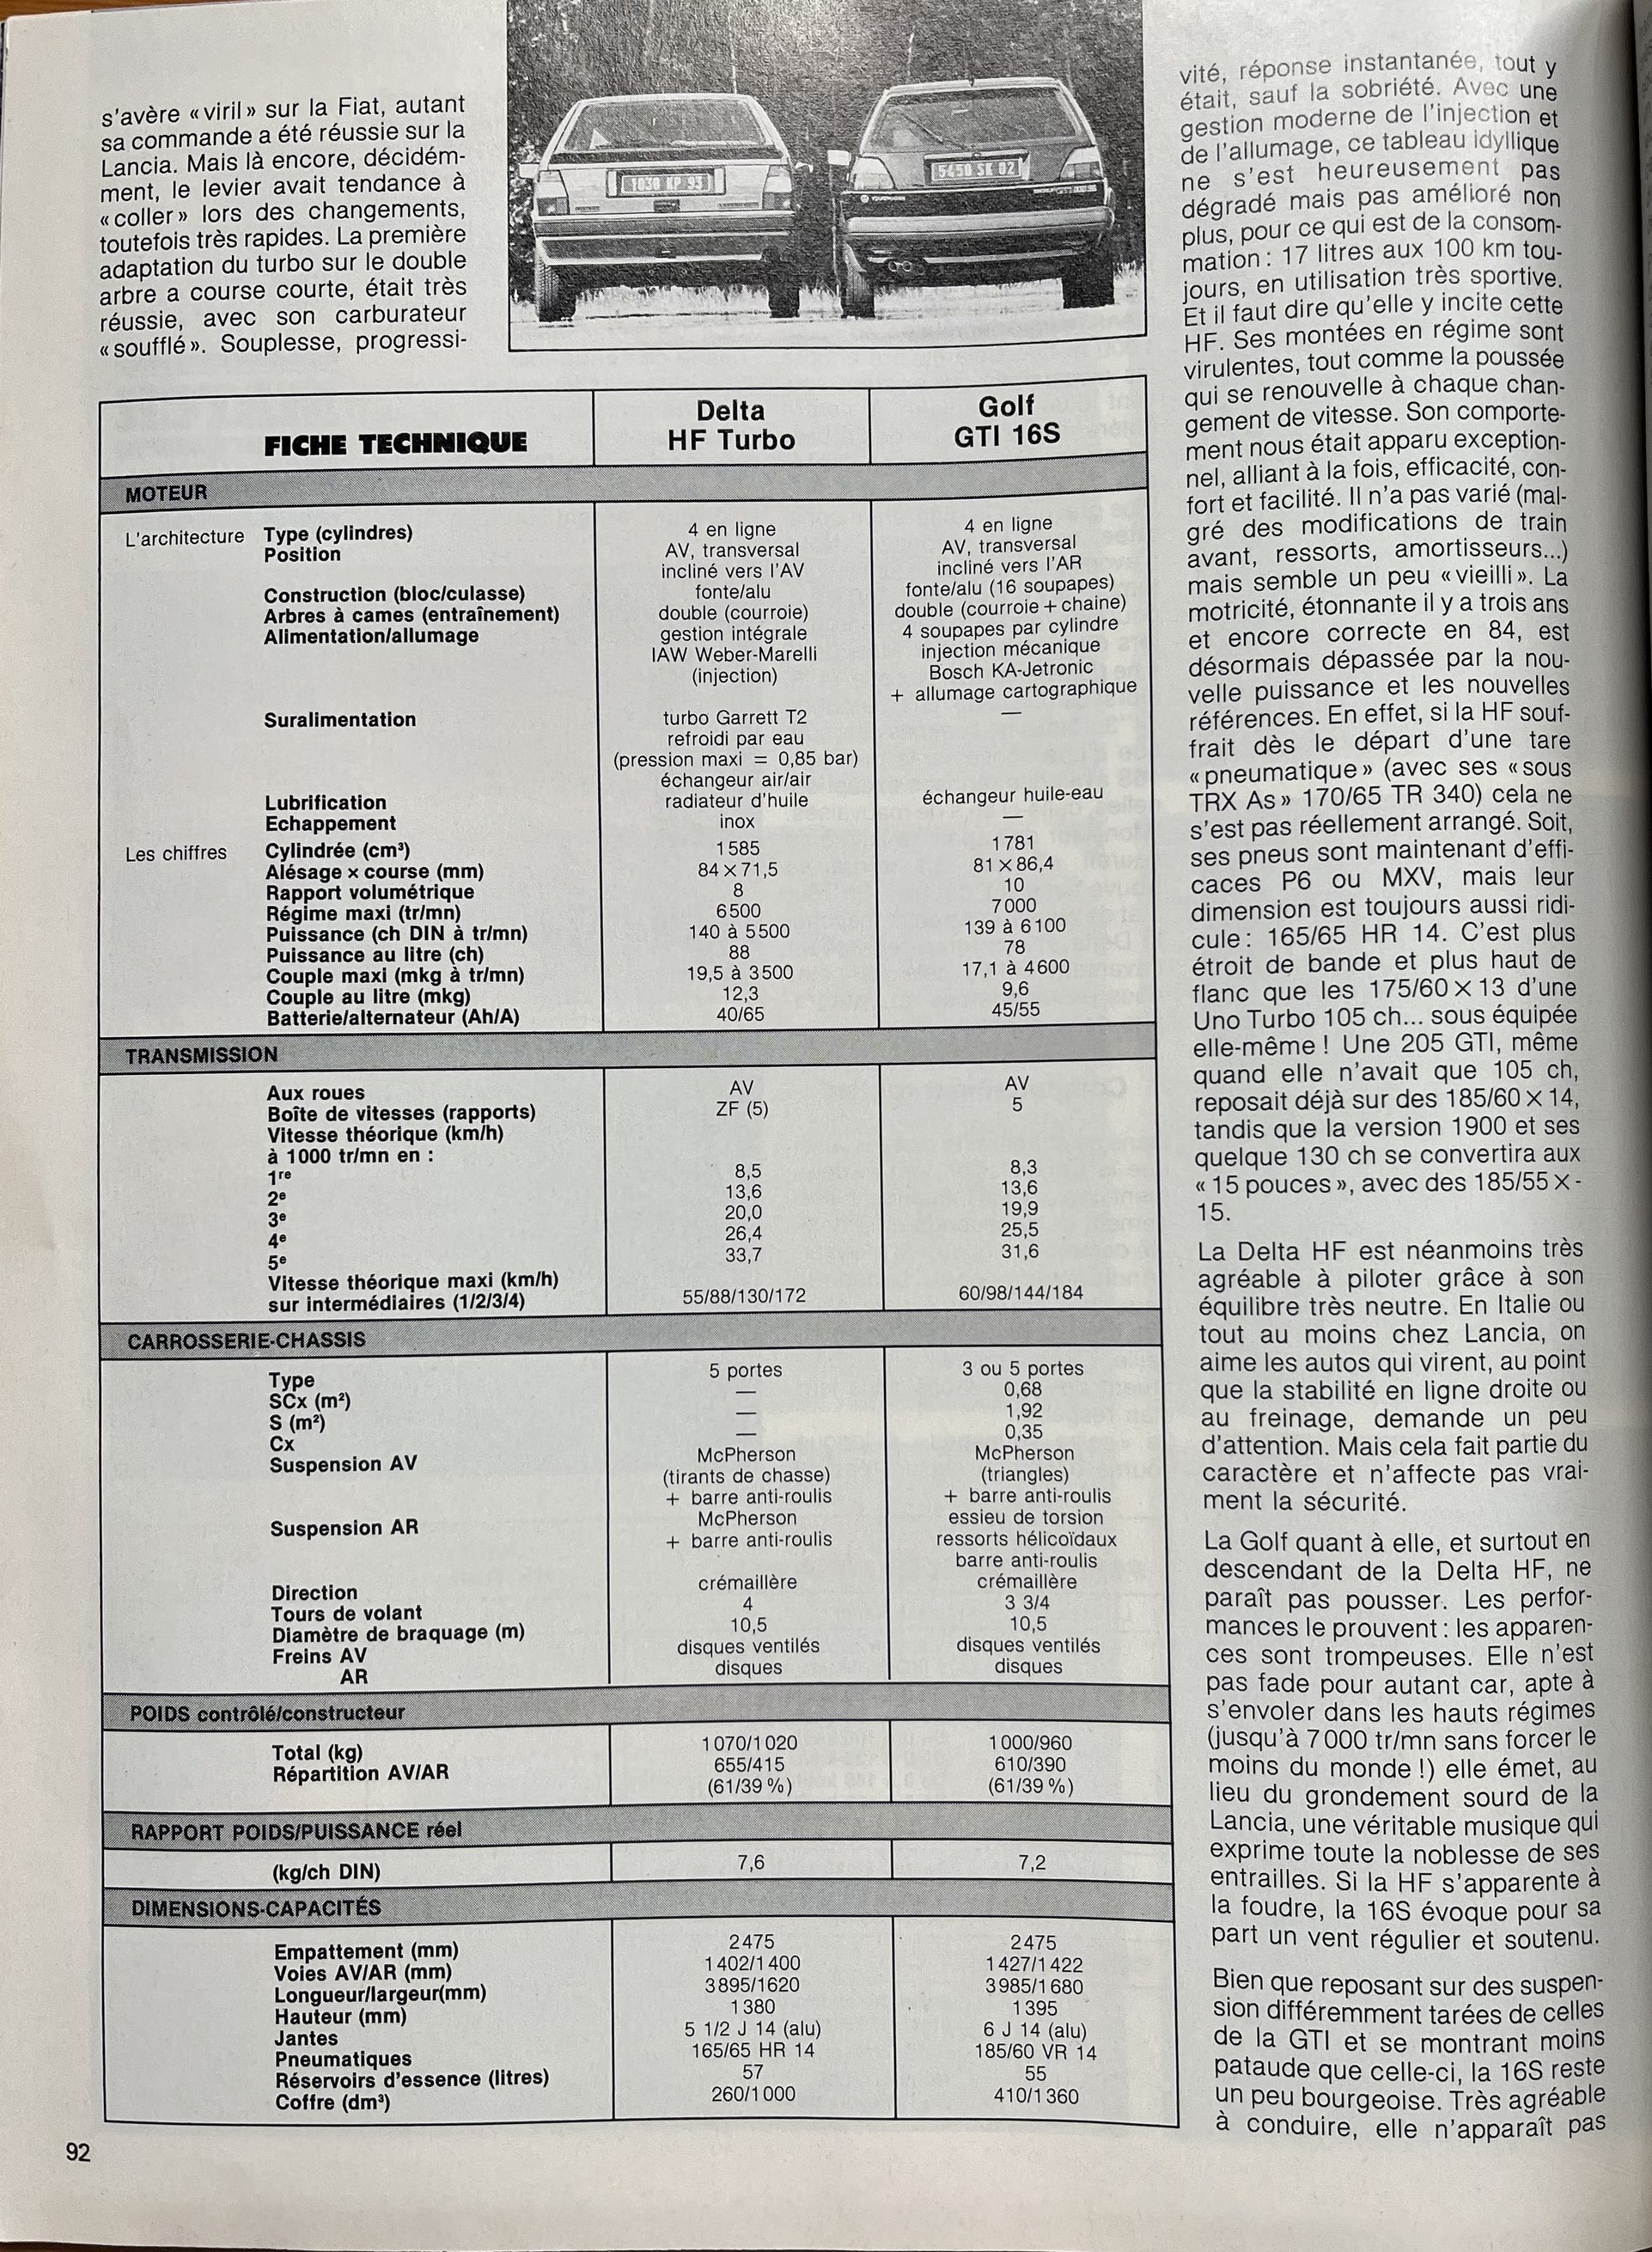 s'avère «viril» sur la Fiat, autant
sa commande a été réussie sur la
Lancia. Mais là encore, décidém-
ment, le levier avait tendance à
«coller» lors des changements,
toutefois très rapides. La première
adaptation du turbo sur le double
arbre a course courte, était très
réussie, avec son carburateur
«soufflé». Souplesse, progressi-
1030 KP 93
5450 SK 02
FICHE TECHNIQUE Delta HF Turbo Golf GTI 16S
MOTEUR
L'architecture Type (cylindres) 4 en ligne 4 en ligne
Position AV, transversal AV, transversal
incliné vers l'AV incliné vers l'AR
Construction (bloc/culasse) fonte/alu fonte/alu (16 soupapes)
Arbres à cames (entraînement) double (courroie) double (courroie + chaine)
Alimentation/allumage gestion intégrale 4 soupapes par cylindre
IAW Weber-Marelli injection mécanique
(injection) Bosch KA-Jetronic
+ allumage cartographique
Suralimentation turbo Garrett T2 —
refroidi par eau
(pression maxi = 0,85 bar)
échangeur air/air
Lubrification radiateur d'huile échangeur huile-eau
Echappement inox —
Les chiffres Cylindrée (cm³) 1585 1781
Alésage × course (mm) 84 × 71,5 81 × 86,4
Rapport volumétrique 8 10
Régime maxi (tr/mn) 6500 7000
Puissance (ch DIN à tr/mn) 140 à 5500 139 à 6100
Puissance au litre (ch) 88 78
Couple maxi (mkg à tr/mn) 19,5 à 3500 17,1 à 4600
Couple au litre (mkg) 12,3 9,6
Batterie/alternateur (Ah/A) 40/65 45/55
TRANSMISSION
Aux roues AV AV
Boîte de vitesses (rapports) ZF (5) 5
Vitesse théorique (km/h)
à 1000 tr/mn en :
1re 8,5 8,3
2e 13,6 13,6
3e 20,0 19,9
4e 26,4 25,5
5e 33,7 31,6
Vitesse théorique maxi (km/h)
sur intermédiaires (1/2/3/4) 55/88/130/172 60/98/144/184
CARROSSERIE-CHASSIS
Type 5 portes 3 ou 5 portes
SCx (m²) — 0,68
S (m²) — 1,92
Cx — 0,35
Suspension AV McPherson McPherson
(tirants de chasse) (triangles)
+ barre anti-roulis + barre anti-roulis
Suspension AR McPherson essieu de torsion
+ barre anti-roulis ressorts hélicoïdaux
barre anti-roulis
Direction crémaillère crémaillère
Tours de volant 4 3 3/4
Diamètre de braquage (m) 10,5 10,5
Freins AV disques ventilés disques ventilés
AR disques disques
POIDS contrôlé/constructeur
Total (kg) 1070/1020 1000/960
Répartition AV/AR 655/415 610/390
(61/39 %) (61/39 %)
RAPPORT POIDS/PUISSANCE réel
(kg/ch DIN) 7,6 7,2
DIMENSIONS-CAPACITÉS
Empattement (mm) 2475 2475
Voies AV/AR (mm) 1402/1400 1427/1422
Longueur/largeur(mm) 3895/1620 3985/1680
Hauteur (mm) 1380 1395
Jantes 5 1/2 J 14 (alu) 6 J 14 (alu)
Pneumatiques 165/65 HR 14 185/60 VR 14
Réservoirs d'essence (litres) 57 55
Coffre (dm³) 260/1000 410/1360
vité, réponse instantanée, tout y
était, sauf la sobriété. Avec une
gestion moderne de l'injection et
de l'allumage, ce tableau idyllique
ne s'est heureusement pas
dégradé mais pas amélioré non
plus, pour ce qui est de la consom-
mation : 17 litres aux 100 km tou-
jours, en utilisation très sportive.
Et il faut dire qu'elle y incite cette
HF. Ses montées en régime sont
virulentes, tout comme la poussée
qui se renouvelle à chaque chan-
gement de vitesse. Son comporte-
ment nous était apparu exception-
nel, alliant à la fois, efficacité, con-
fort et facilité. Il n'a pas varié (mal-
gré des modifications de train
avant, ressorts, amortisseurs...)
mais semble un peu «vieilli». La
motricité, étonnante il y a trois ans
et encore correcte en 84, est
désormais dépassée par la nou-
velle puissance et les nouvelles
références. En effet, si la HF souf-
frait dès le départ d'une tare
«pneumatique» (avec ses «sous
TRX As» 170/65 TR 340) cela ne
s'est pas réellement arrangé. Soit,
ses pneus sont maintenant d'effi-
caces P6 ou MXV, mais leur
dimension est toujours aussi ridi-
cule : 165/65 HR 14. C'est plus
étroit de bande et plus haut de
flanc que les 175/60 × 13 d'une
Uno Turbo 105 ch... sous équipée
elle-même ! Une 205 GTI, même
quand elle n'avait que 105 ch,
reposait déjà sur des 185/60 × 14,
tandis que la version 1900 et ses
quelque 130 ch se convertira aux
«15 pouces», avec des 185/55 ×-
15.
La Delta HF est néanmoins très
agréable à piloter grâce à son
équilibre très neutre. En Italie ou
tout au moins chez Lancia, on
aime les autos qui virent, au point
que la stabilité en ligne droite ou
au freinage, demande un peu
d'attention. Mais cela fait partie du
caractère et n'affecte pas vrai-
ment la sécurité.
La Golf quant à elle, et surtout en
descendant de la Delta HF, ne
paraît pas pousser. Les perfor-
mances le prouvent : les apparen-
ces sont trompeuses. Elle n'est
pas fade pour autant car, apte à
s'envoler dans les hauts régimes
(jusqu'à 7000 tr/mn sans forcer le
moins du monde !) elle émet, au
lieu du grondement sourd de la
Lancia, une véritable musique qui
exprime toute la noblesse de ses
entrailles. Si la HF s'apparente à
la foudre, la 16S évoque pour sa
part un vent régulier et soutenu.
Bien que reposant sur des suspen-
sion différemment tarées de celles
de la GTI et se montrant moins
pataude que celle-ci, la 16S reste
un peu bourgeoise. Très agréable
à conduire, elle n'apparaît pas
92